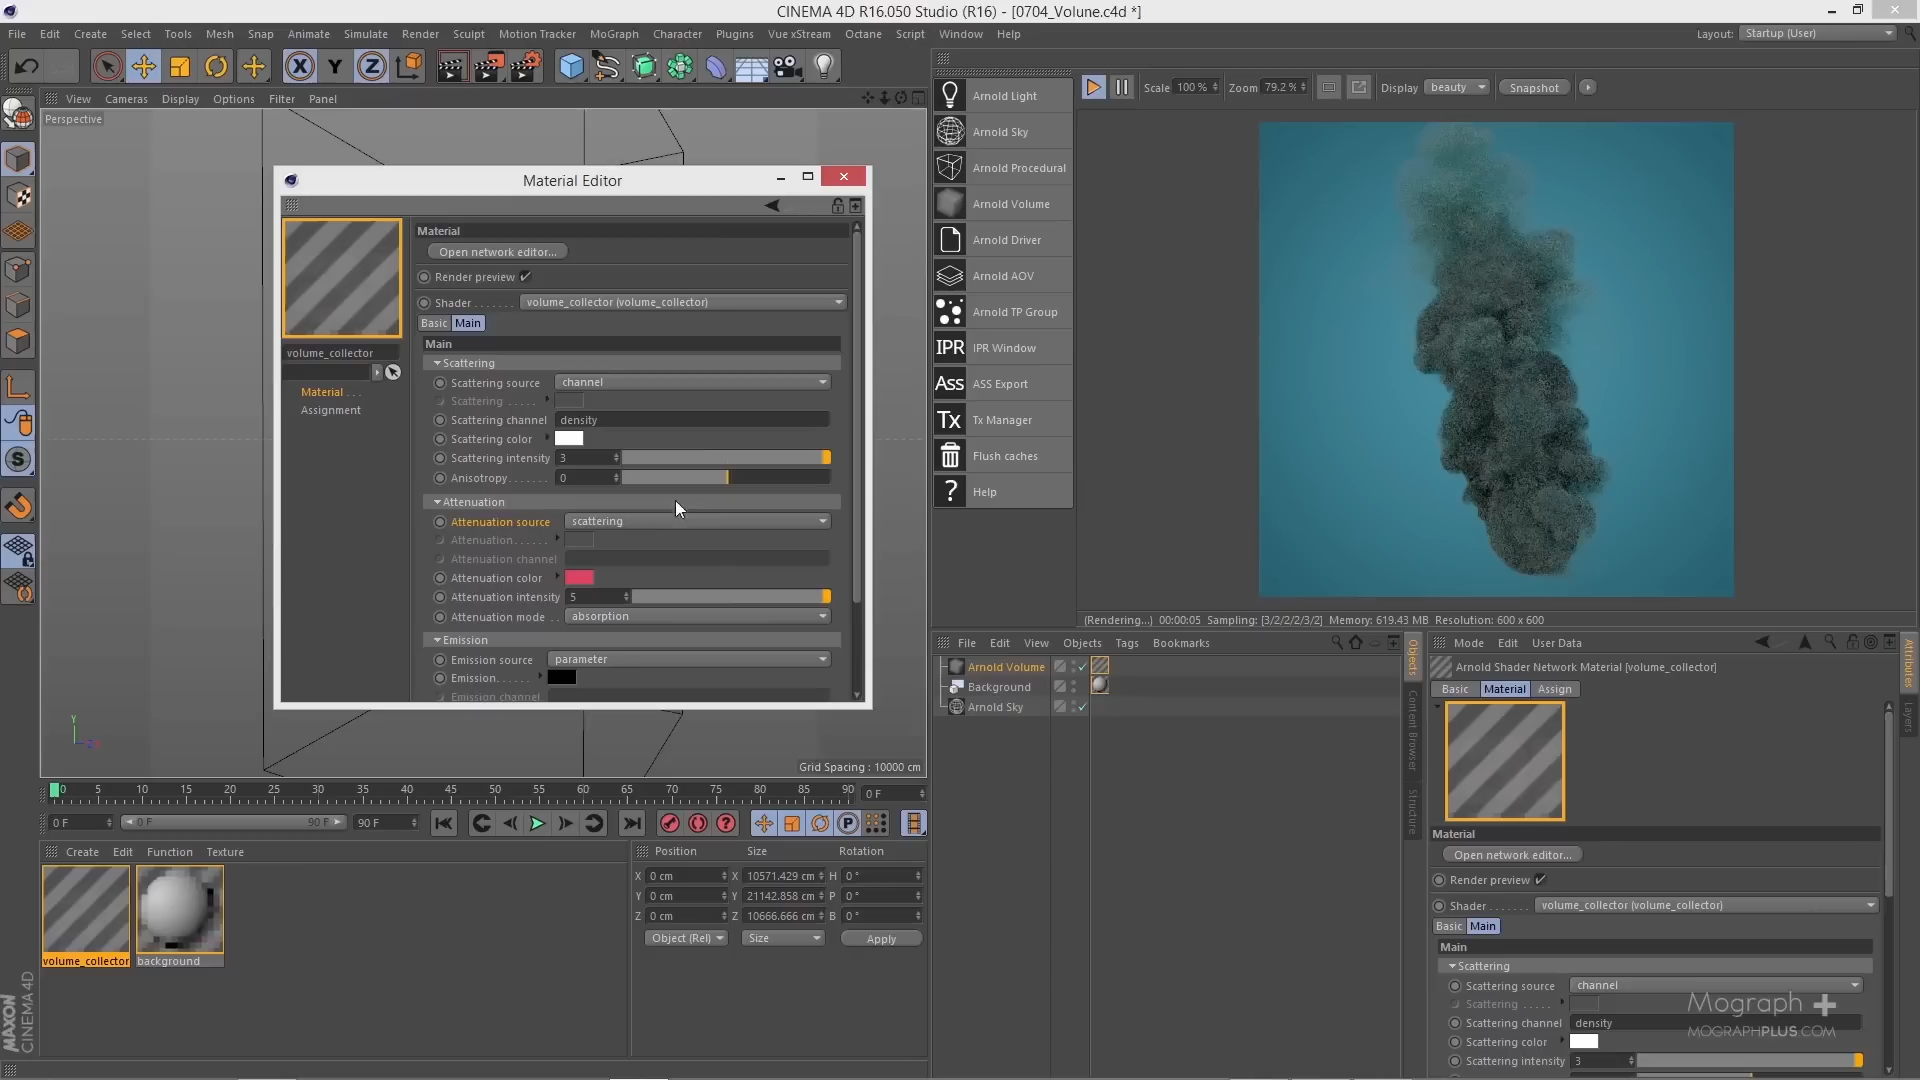 CINEMA 4D R16.050 Studio (R16) - [0704_Volune.c4d *]
File Edit Create Select Tools Mesh Snap Animate Simulate Render Sculpt Motion Tracker MoGraph Character Plugins Vue xStream Octane Script Window Help
Layout: Startup (User)
X Y Z
View Cameras Display Options Filter Panel
Perspective
Material Editor
Material
Open network editor...
Render preview
Shader . . . . . . . volume_collector (volume_collector)
Basic Main
Main
Scattering
Scattering source channel
Scattering . . . . .
Scattering channel density
Scattering color
Scattering intensity 3
Anisotropy. . . . . . . 0
Attenuation
Attenuation source scattering
Attenuation. . . . . .
Attenuation channel
Attenuation color
Attenuation intensity 5
Attenuation mode . . absorption
Emission
Emission source parameter
Emission. . . . . .
Emission channel
volume_collector
Material . . .
Assignment
Y
Z
Grid Spacing : 10000 cm
Arnold Light
Arnold Sky
Arnold Procedural
Arnold Volume
Arnold Driver
Arnold AOV
Arnold TP Group
IPR IPR Window
Ass ASS Export
Tx Tx Manager
Flush caches
? Help
Scale 100 % Zoom 79.2 % Display beauty Snapshot
(Rendering...) 00:00:05 Sampling: [3/2/2/2/3/2] Memory: 619.43 MB Resolution: 600 x 600
File Edit View Objects Tags Bookmarks
Arnold Volume
Background
Arnold Sky
Objects
Content Browser
Structure
Mode Edit User Data
Arnold Shader Network Material [volume_collector]
Basic Material Assign
Attributes
Layers
Material
Open network editor...
Render preview
Shader . . . . . . . volume_collector (volume_collector)
Basic Main
Main
Scattering
Scattering source channel
Scattering . . . . .
Scattering channel density
Scattering color
Scattering intensity 3
Mograph +
MOGRAPHPLUS.COM
0 5 10 15 20 25 30 35 40 45 50 55 60 65 70 75 80 85 90 0 F
0 F 0 F 90 F 90 F
Create Edit Function Texture
volume_collector
background
Position Size Rotation
X 0 cm X 10571.429 cm H 0 °
Y 0 cm Y 21142.858 cm P 0 °
Z 0 cm Z 10666.666 cm B 0 °
Object (Rel) Size Apply
MAXON
CINEMA 4D